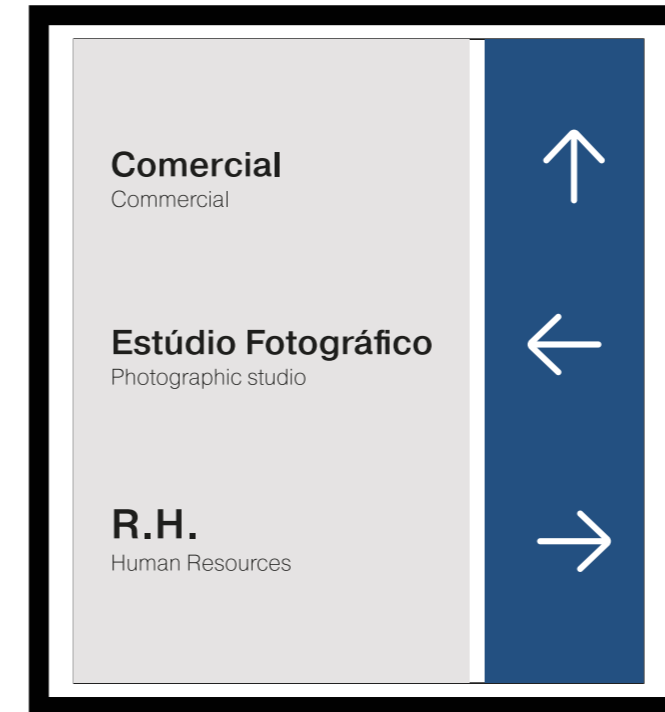 Comercial
Commercial
Estúdio Fotográfico
Photographic studio
R.H.
Human Resources